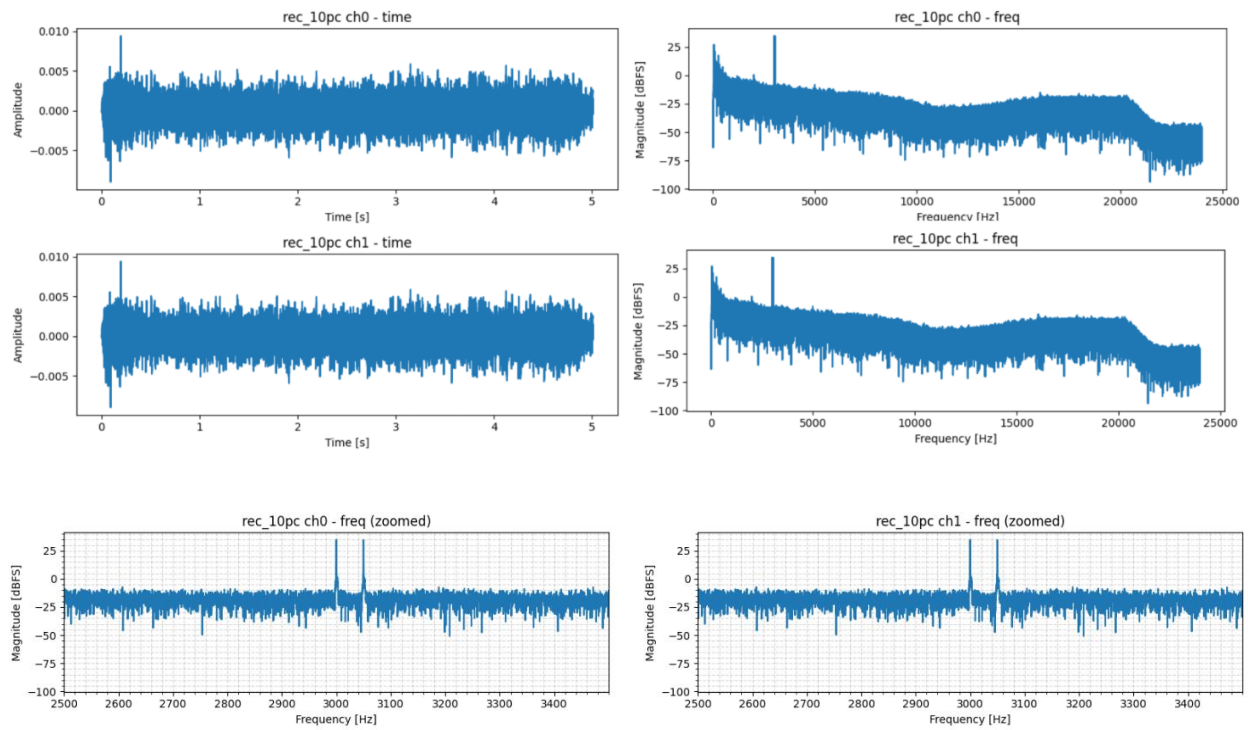 rec_10pc ch0 - time
Amplitude
0.010
0.005
0.000
−0.005
0 1 2 3 4 5
Time [s]
rec_10pc ch0 - freq
Magnitude [dBFS]
25
0
−25
−50
−75
−100
0 5000 10000 15000 20000 25000
Frequency [Hz]
rec_10pc ch1 - time
Amplitude
0.010
0.005
0.000
−0.005
0 1 2 3 4 5
Time [s]
rec_10pc ch1 - freq
Magnitude [dBFS]
25
0
−25
−50
−75
−100
0 5000 10000 15000 20000 25000
Frequency [Hz]
rec_10pc ch0 - freq (zoomed)
Magnitude [dBFS]
25
0
−25
−50
−75
−100
2500 2600 2700 2800 2900 3000 3100 3200 3300 3400
Frequency [Hz]
rec_10pc ch1 - freq (zoomed)
Magnitude [dBFS]
25
0
−25
−50
−75
−100
2500 2600 2700 2800 2900 3000 3100 3200 3300 3400
Frequency [Hz]